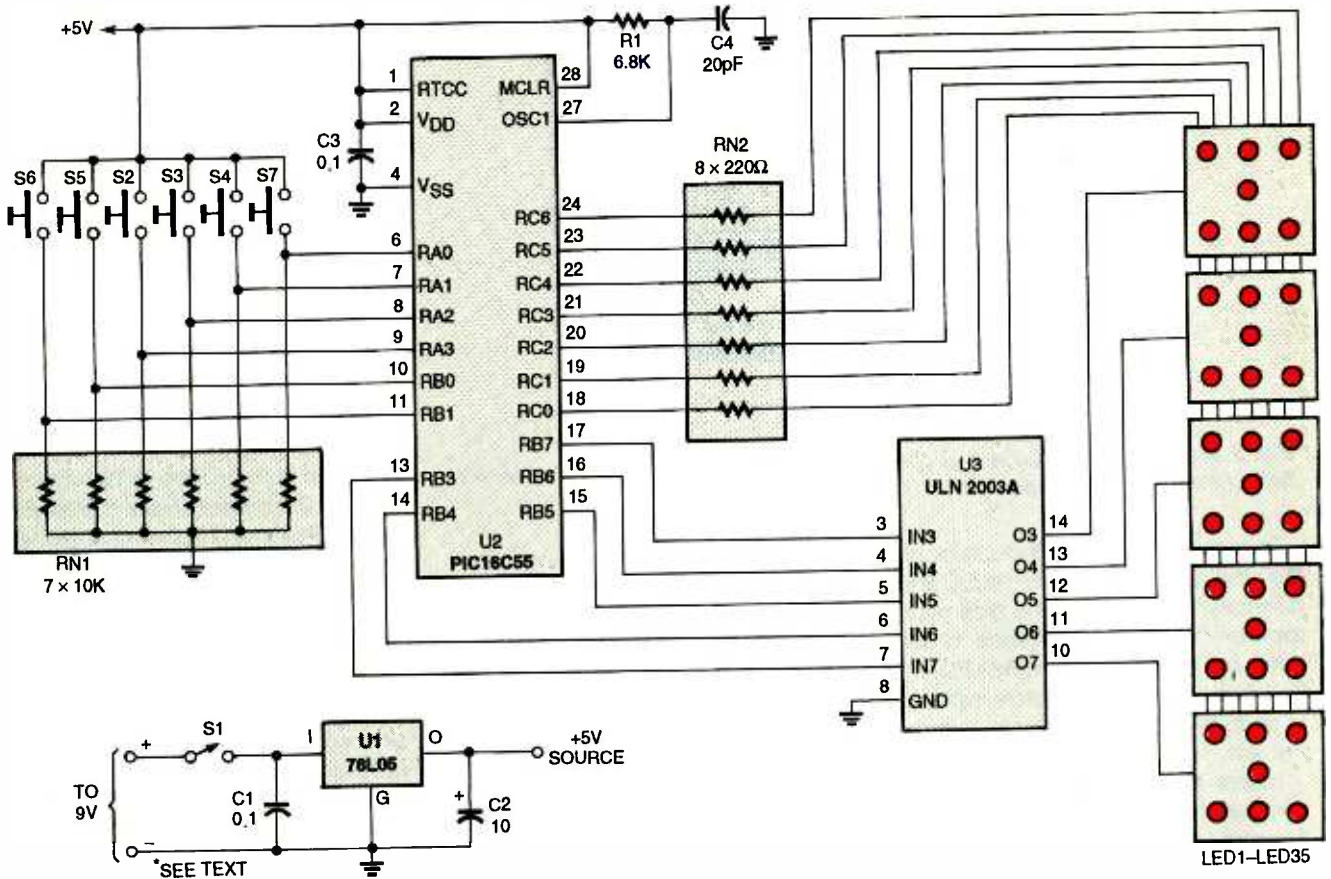 +5V
R1
6.8K
C4
20pF
1
RTCC
MCLR
28
2
VDD
OSC1
27
C3
0.1
4
VSS
RN2
8 × 220Ω
S6
S5
S2
S3
S4
S7
RC6
24
6
RA0
RC5
23
7
RA1
RC4
22
8
RA2
RC3
21
9
RA3
RC2
20
10
RB0
RC1
19
11
RB1
RC0
18
RB7
17
13
RB3
RB6
16
14
RB4
RB5
15
U2
PIC16C55
RN1
7 × 10K
U3
ULN 2003A
3
IN3
O3
14
4
IN4
O4
13
5
IN5
O5
12
6
IN6
O6
11
7
IN7
O7
10
8
GND
TO
9V
+
S1
I
U1
78L05
O
G
+5V
SOURCE
C1
0.1
+
C2
10
−
*SEE TEXT
LED1–LED35